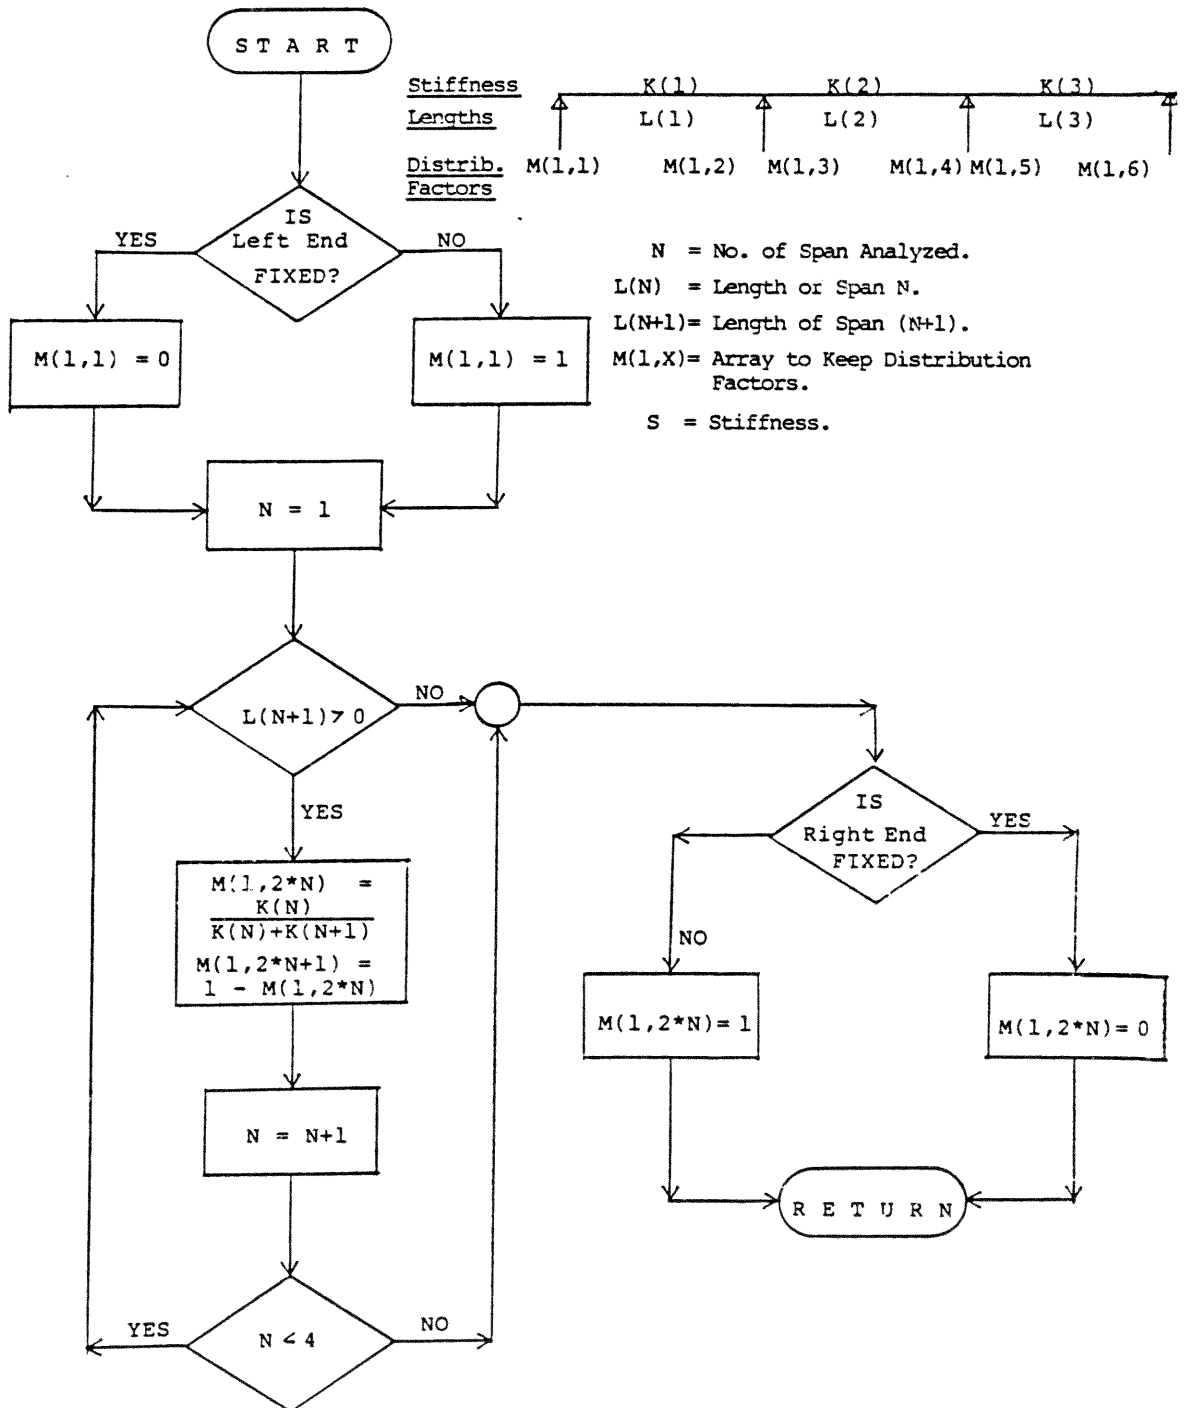 S T A R T
Stiffness K(1) K(2) K(3)
Lengths L(1) L(2) L(3)
Distrib. M(1,1) M(1,2) M(1,3) M(1,4) M(1,5) M(1,6)
Factors
IS
Left End
FIXED?
YES
NO
N = No. of Span Analyzed.
L(N) = Length or Span N.
L(N+1)= Length of Span (N+1).
M(1,X)= Array to Keep Distribution
Factors.
S = Stiffness.
M(1,1) = 0
M(1,1) = 1
N = 1
L(N+1)>0
NO
YES
IS
Right End
FIXED?
YES
NO
M(1,2*N) =
K(N)
K(N)+K(N+1)
M(1,2*N+1) =
1 - M(1,2*N)
M(1,2*N)= 1
M(1,2*N)= 0
N = N+1
R E T U R N
N < 4
YES
NO